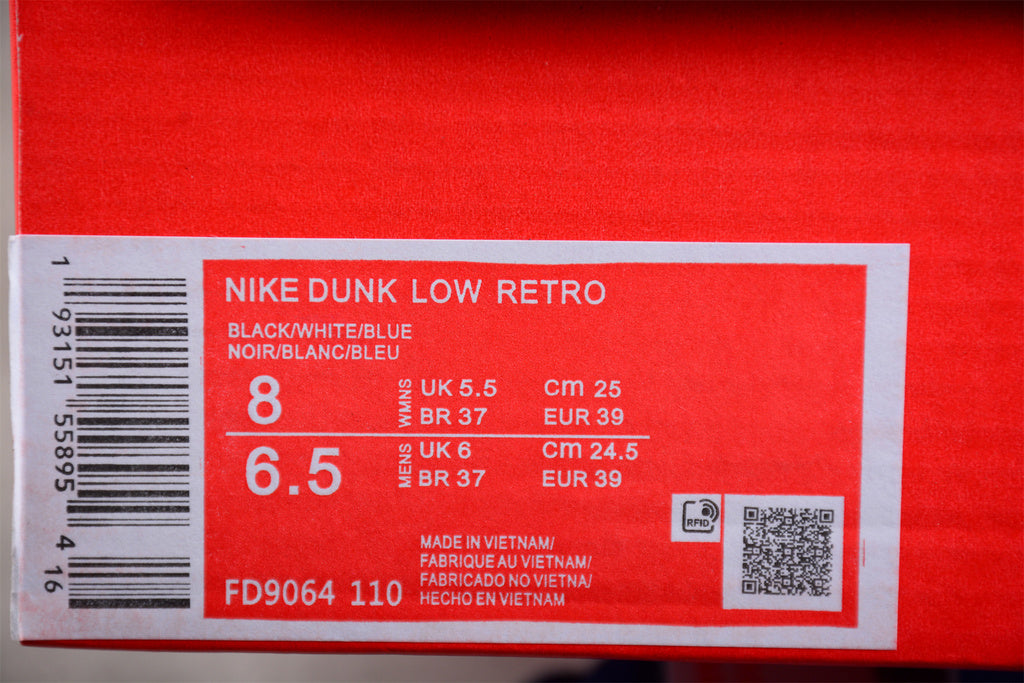 NIKE DUNK LOW RETRO
BLACK/WHITE/BLUE
NOIR/BLANC/BLEU
8 WMNS UK 5.5 Cm 25
BR 37 EUR 39
6.5 MENS UK 6 Cm 24.5
BR 37 EUR 39
RFID
MADE IN VIETNAM/
FABRIQUE AU VIETNAM/
FABRICADO NO VIETNA/
HECHO EN VIETNAM
FD9064 110
1 93151 55895 4 16